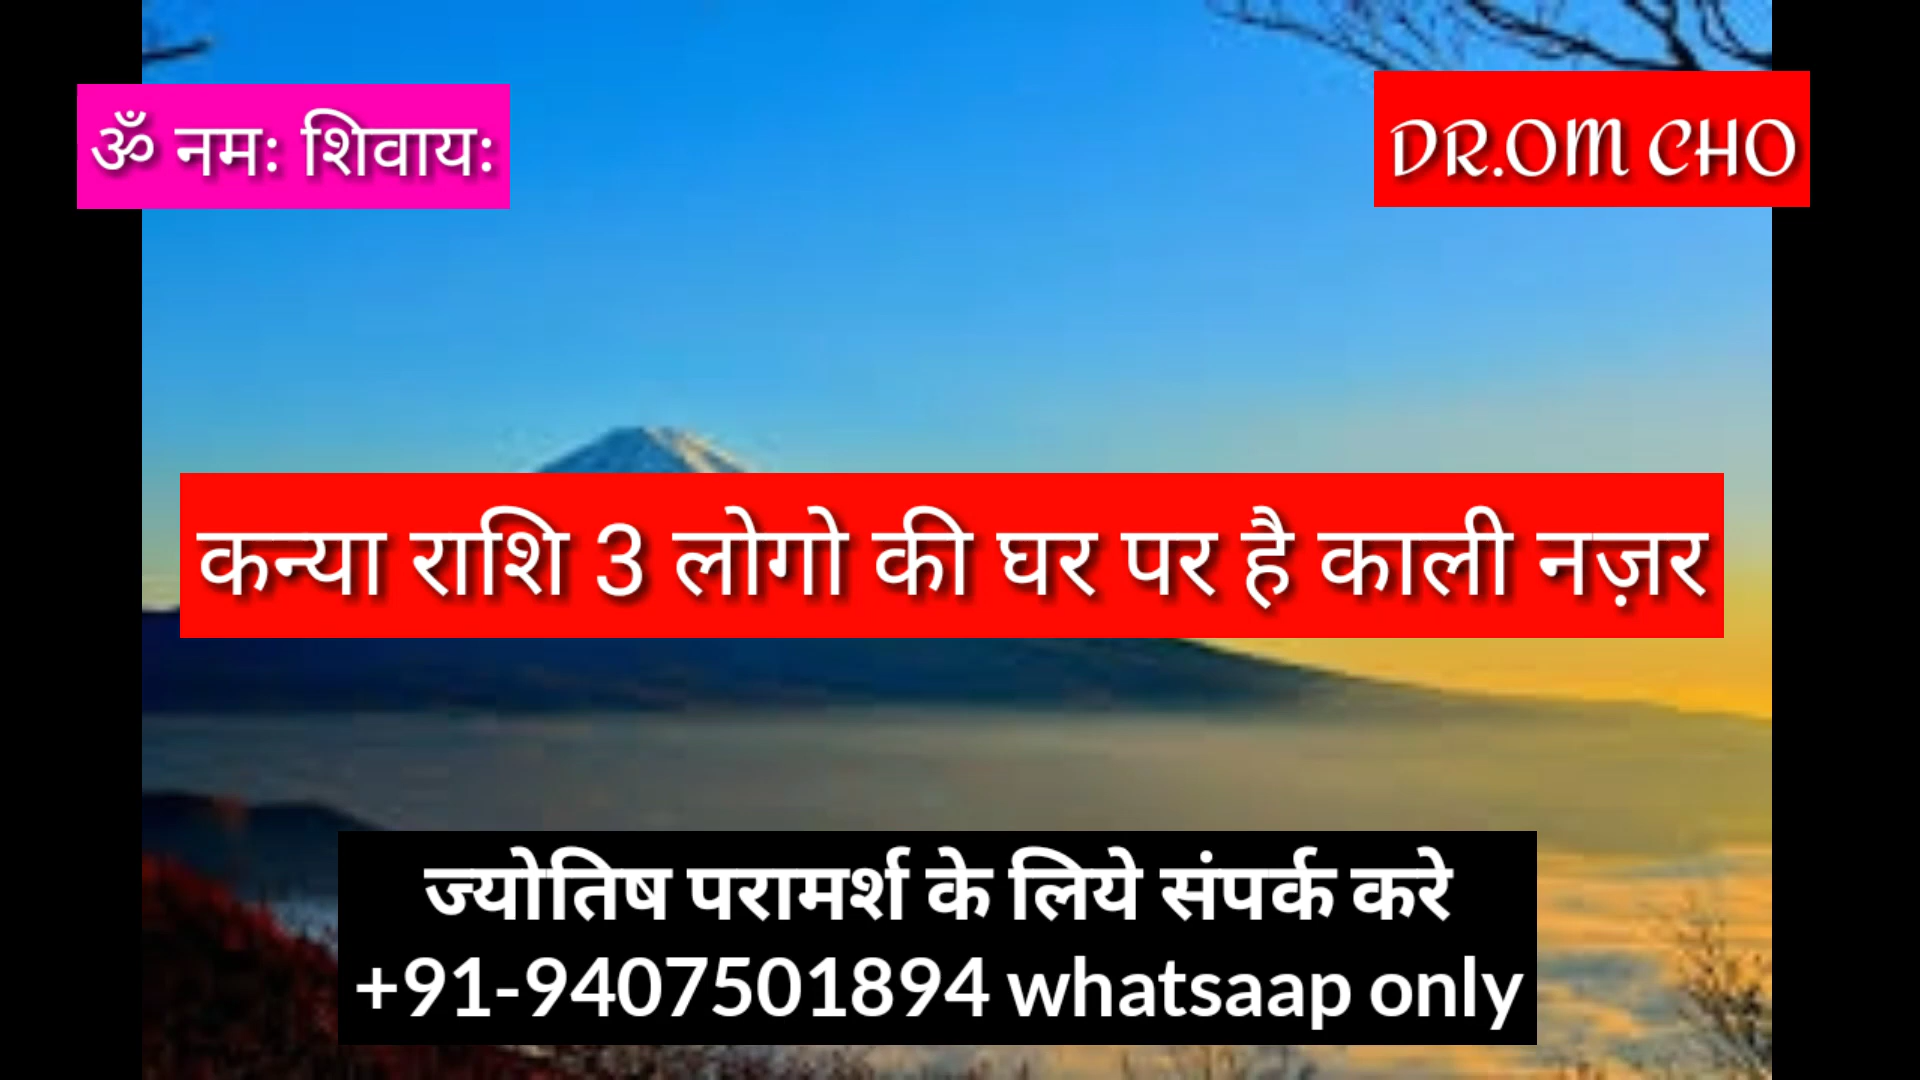 ॐ नमः शिवायः
DR.OM CHO
कन्या राशि 3 लोगो की घर पर है काली नज़र
ज्योतिष परामर्श के लिये संपर्क करे
+91-9407501894 whatsaap only